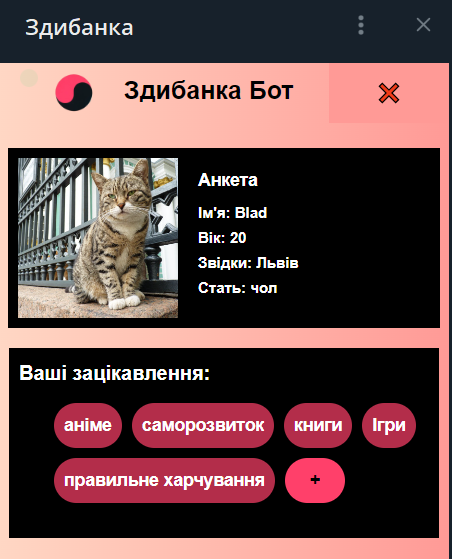 Здибанка
Здибанка Бот
Анкета
Ім'я: Blad
Вік: 20
Звідки: Львів
Стать: чол
Ваші зацікавлення:
аніме саморозвиток книги Ігри
правильне харчування +